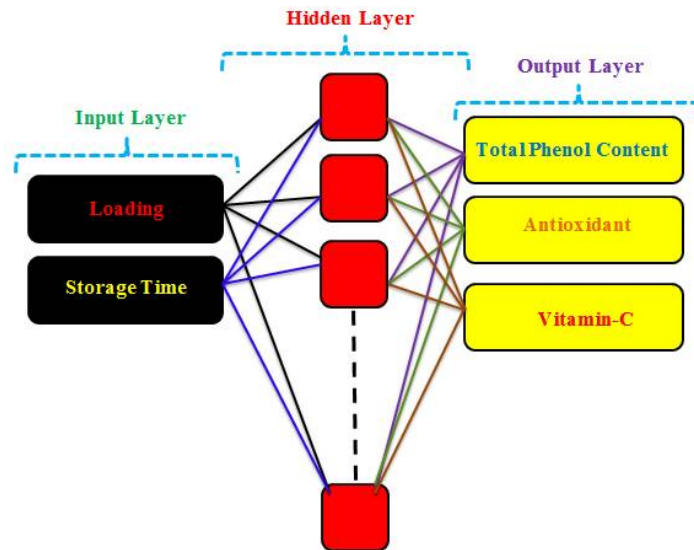 Hidden Layer
Output Layer
Input Layer
Total Phenol Content
Loading
Antioxidant
Storage Time
Vitamin-C